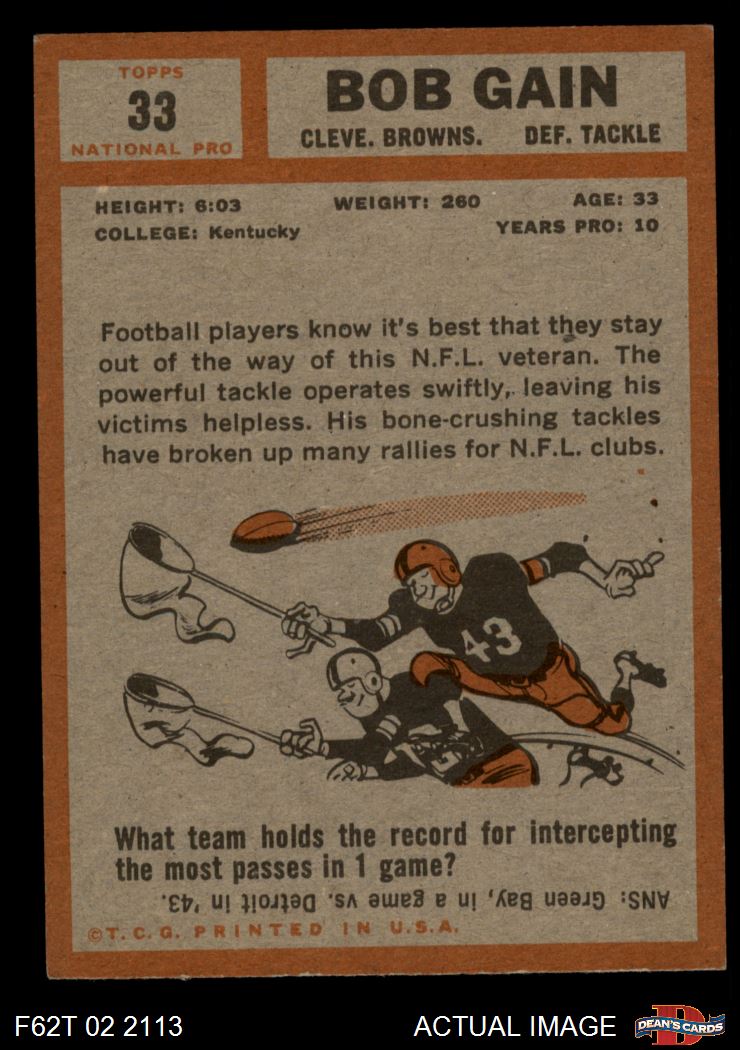 TOPPS
33
NATIONAL PRO
BOB GAIN
CLEVE. BROWNS. DEF. TACKLE
HEIGHT: 6:03 WEIGHT: 260 AGE: 33
COLLEGE: Kentucky YEARS PRO: 10
Football players know it's best that they stay
out of the way of this N.F.L. veteran. The
powerful tackle operates swiftly, leaving his
victims helpless. His bone-crushing tackles
have broken up many rallies for N.F.L. clubs.
43
What team holds the record for intercepting
the most passes in 1 game?
ANS: Green Bay, in a game vs. Detroit in '43.
©T.C.G. PRINTED IN U.S.A.
F62T 02 2113 ACTUAL IMAGE
DEAN'S CARDS